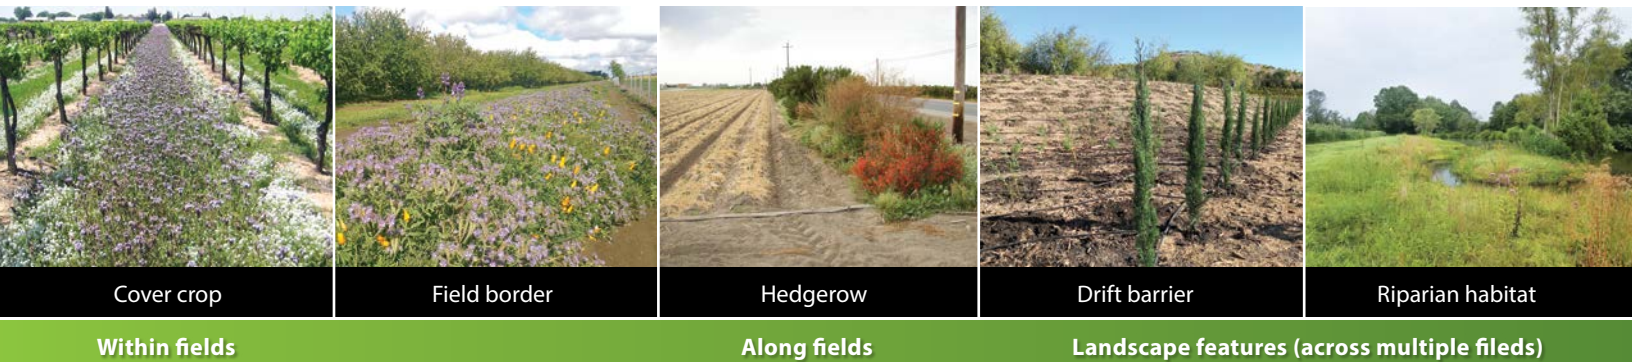 Cover crop
Field border
Hedgerow
Drift barrier
Riparian habitat
Within fields
Along fields
Landscape features (across multiple fileds)